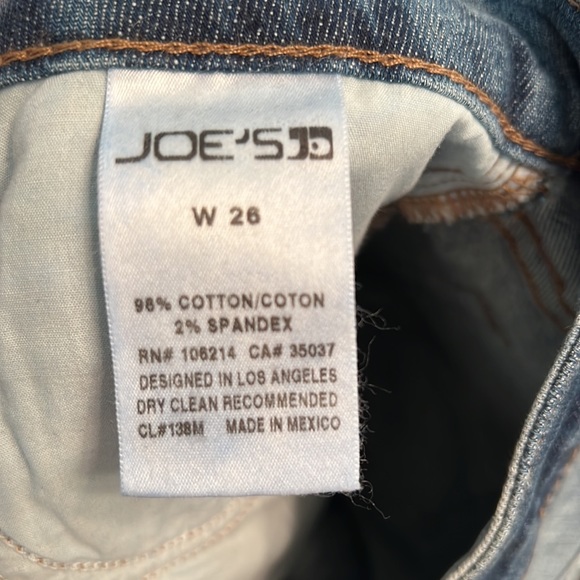 JOE'S
W 26
98% COTTON/COTON
2% SPANDEX
RN# 106214 CA# 35037
DESIGNED IN LOS ANGELES
DRY CLEAN RECOMMENDED
CL#138M MADE IN MEXICO